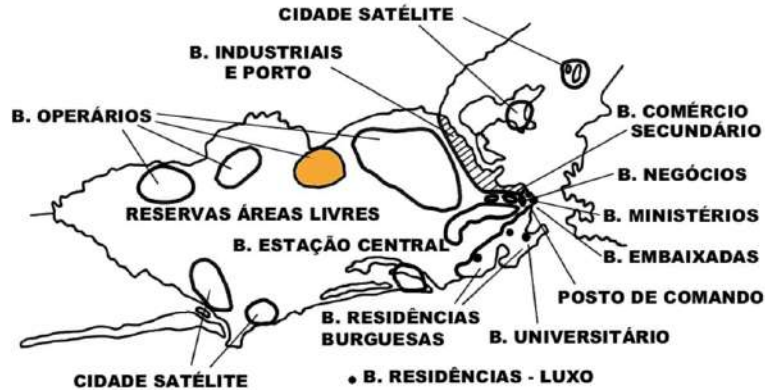 CIDADE SATÉLITE
B. INDUSTRIAIS
E PORTO
B. OPERÁRIOS
B. COMÉRCIO
SECUNDÁRIO
B. NEGÓCIOS
B. MINISTÉRIOS
B. EMBAIXADAS
RESERVAS ÁREAS LIVRES
B. ESTAÇÃO CENTRAL
POSTO DE COMANDO
B. RESIDÊNCIAS
BURGUESAS
B. UNIVERSITÁRIO
CIDADE SATÉLITE
• B. RESIDÊNCIAS - LUXO